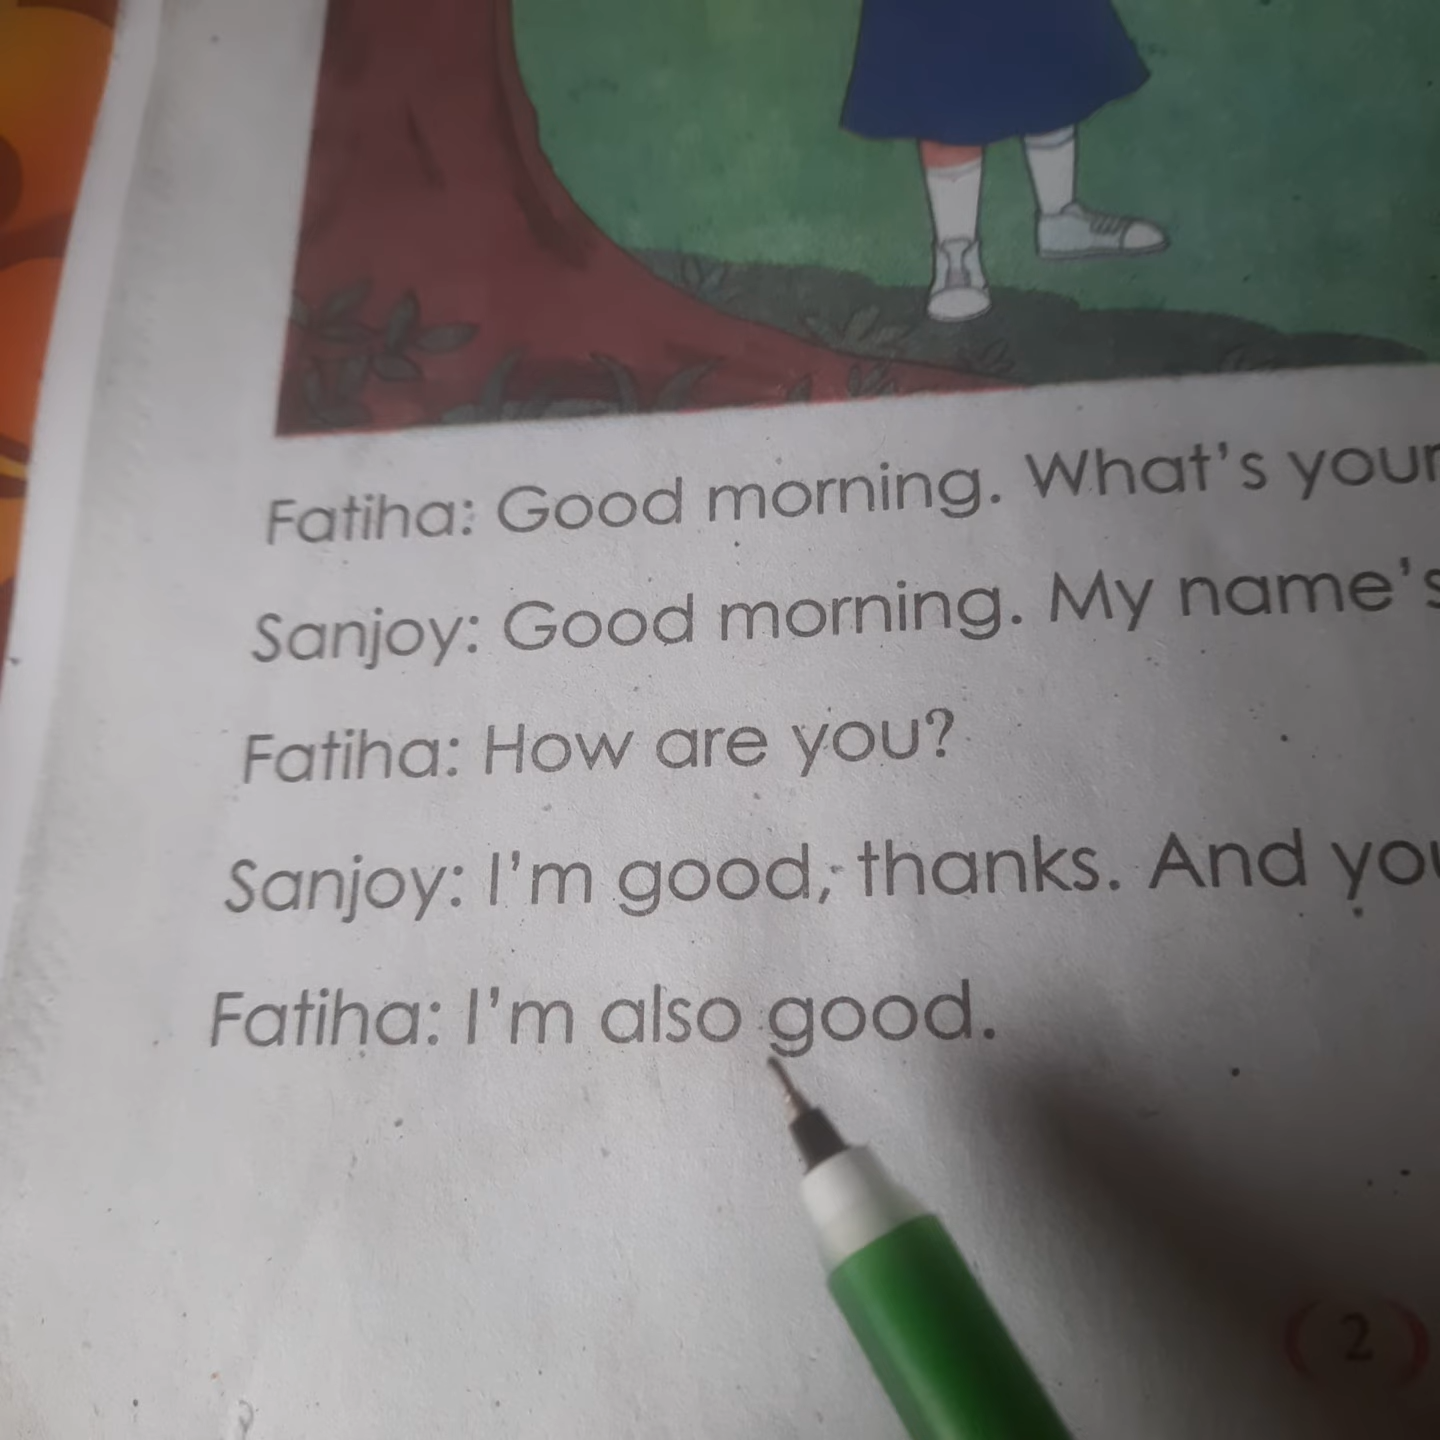 Fatiha: Good morning. What's your
Sanjoy: Good morning. My name's
Fatiha: How are you?
Sanjoy: I'm good, thanks. And you
Fatiha: I'm also good.
2